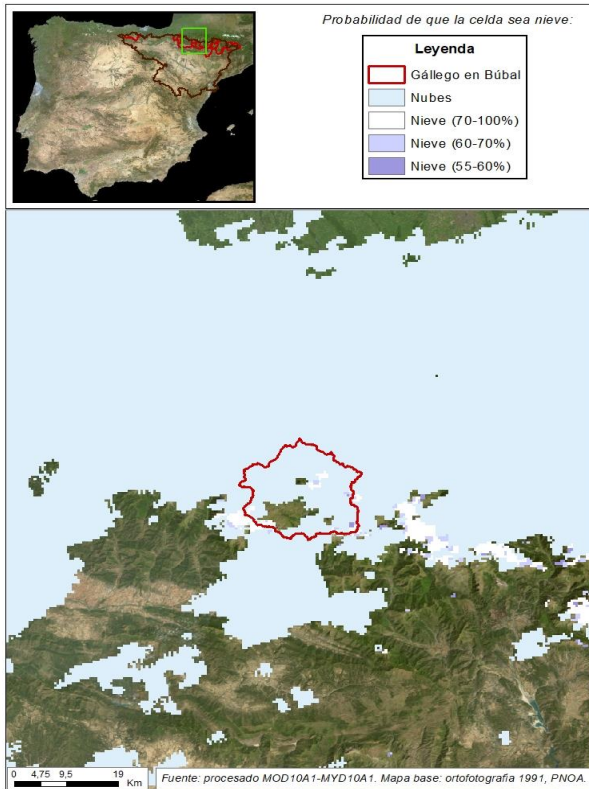 Probabilidad de que la celda sea nieve:
Leyenda
Gállego en Búbal
Nubes
Nieve (70-100%)
Nieve (60-70%)
Nieve (55-60%)
0 4,75 9,5 19
Km
Fuente: procesado MOD10A1-MYD10A1. Mapa base: ortofotografia 1991, PNOA.